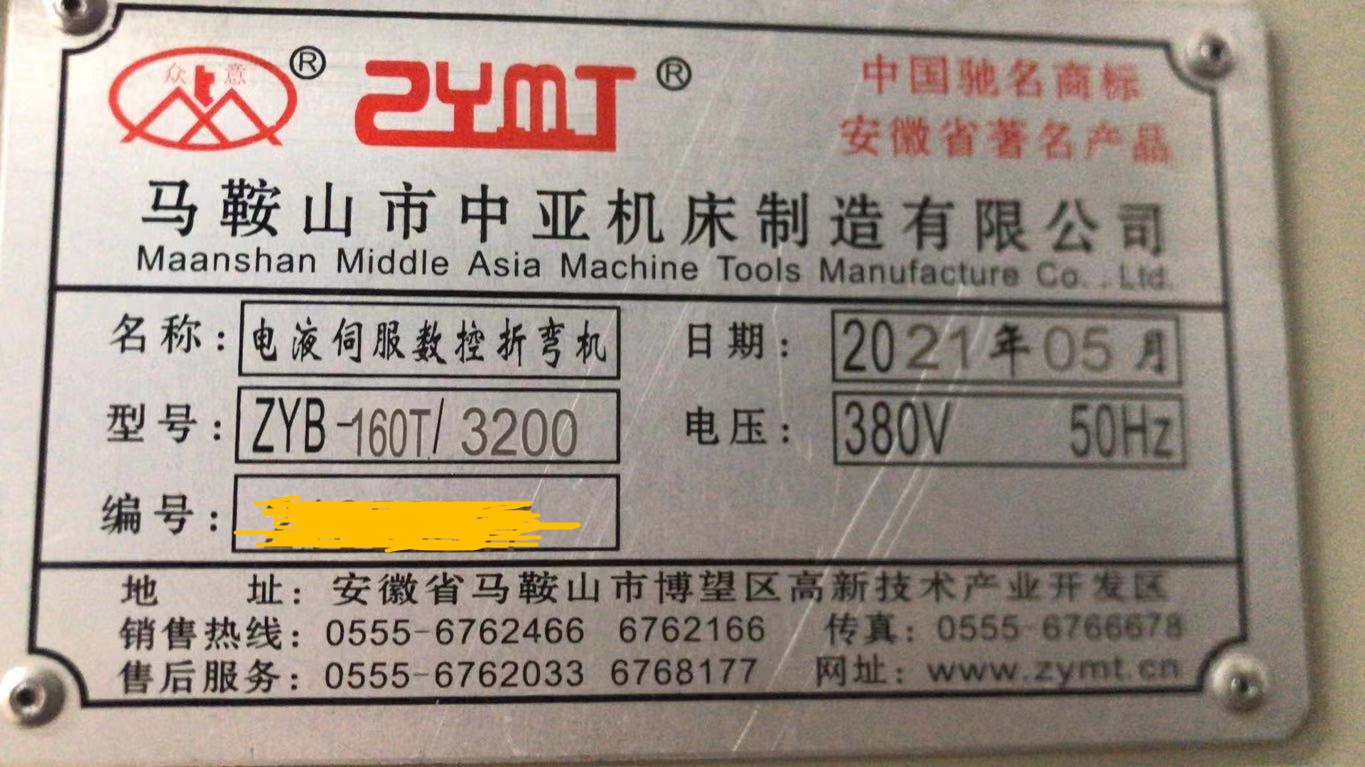 众意® ZYMT® 中国驰名商标
安徽省著名产品
马鞍山市中亚机床制造有限公司
Maanshan Middle Asia Machine Tools Manufacture Co. . Ltd.
名称: 电液伺服数控折弯机 日期: 2021年05月
型号: ZYB-160T/3200 电压: 380V 50Hz
编号:
地 址: 安徽省马鞍山市博望区高新技术产业开发区
销售热线: 0555-6762466 6762166 传真: 0555-6766678
售后服务: 0555-6762033 6768177 网址: www.zymt.cn